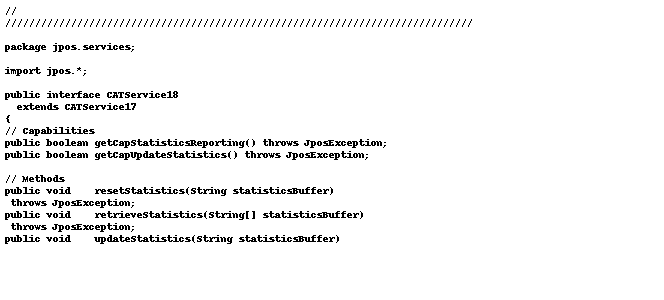 //
//////////////////////////////////////////////////////////////////////////////
package jpos.services;
import jpos.*;
public interface CATService18
extends CATService17
{
// Capabilities
public boolean getCapStatisticsReporting() throws JposException;
public boolean getCapUpdateStatistics() throws JposException;
// Methods
public void    resetStatistics(String statisticsBuffer)
throws JposException;
public void    retrieveStatistics(String[] statisticsBuffer)
throws JposException;
public void    updateStatistics(String statisticsBuffer)